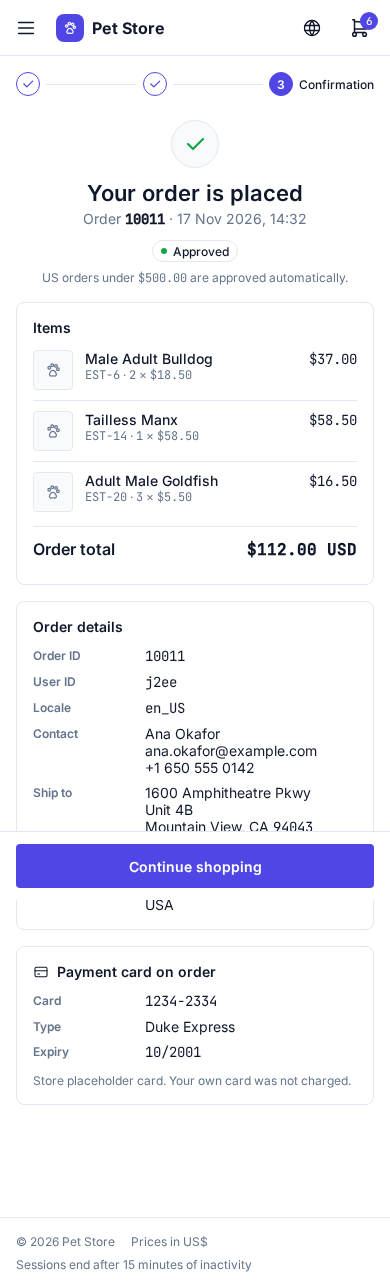 Pet Store
6
3 Confirmation
Your order is placed
Order 10011 · 17 Nov 2026, 14:32
Approved
US orders under $500.00 are approved automatically.
Items
Male Adult Bulldog $37.00
EST-6 · 2 × $18.50
Tailless Manx $58.50
EST-14 · 1 × $58.50
Adult Male Goldfish $16.50
EST-20 · 3 × $5.50
Order total $112.00 USD
Order details
Order ID 10011
User ID j2ee
Locale en_US
Contact Ana Okafor
ana.okafor@example.com
+1 650 555 0142
Ship to 1600 Amphitheatre Pkwy
Unit 4B
Mountain View, CA 94043
Continue shopping
USA
Payment card on order
Card 1234-2334
Type Duke Express
Expiry 10/2001
Store placeholder card. Your own card was not charged.
© 2026 Pet Store Prices in US$
Sessions end after 15 minutes of inactivity